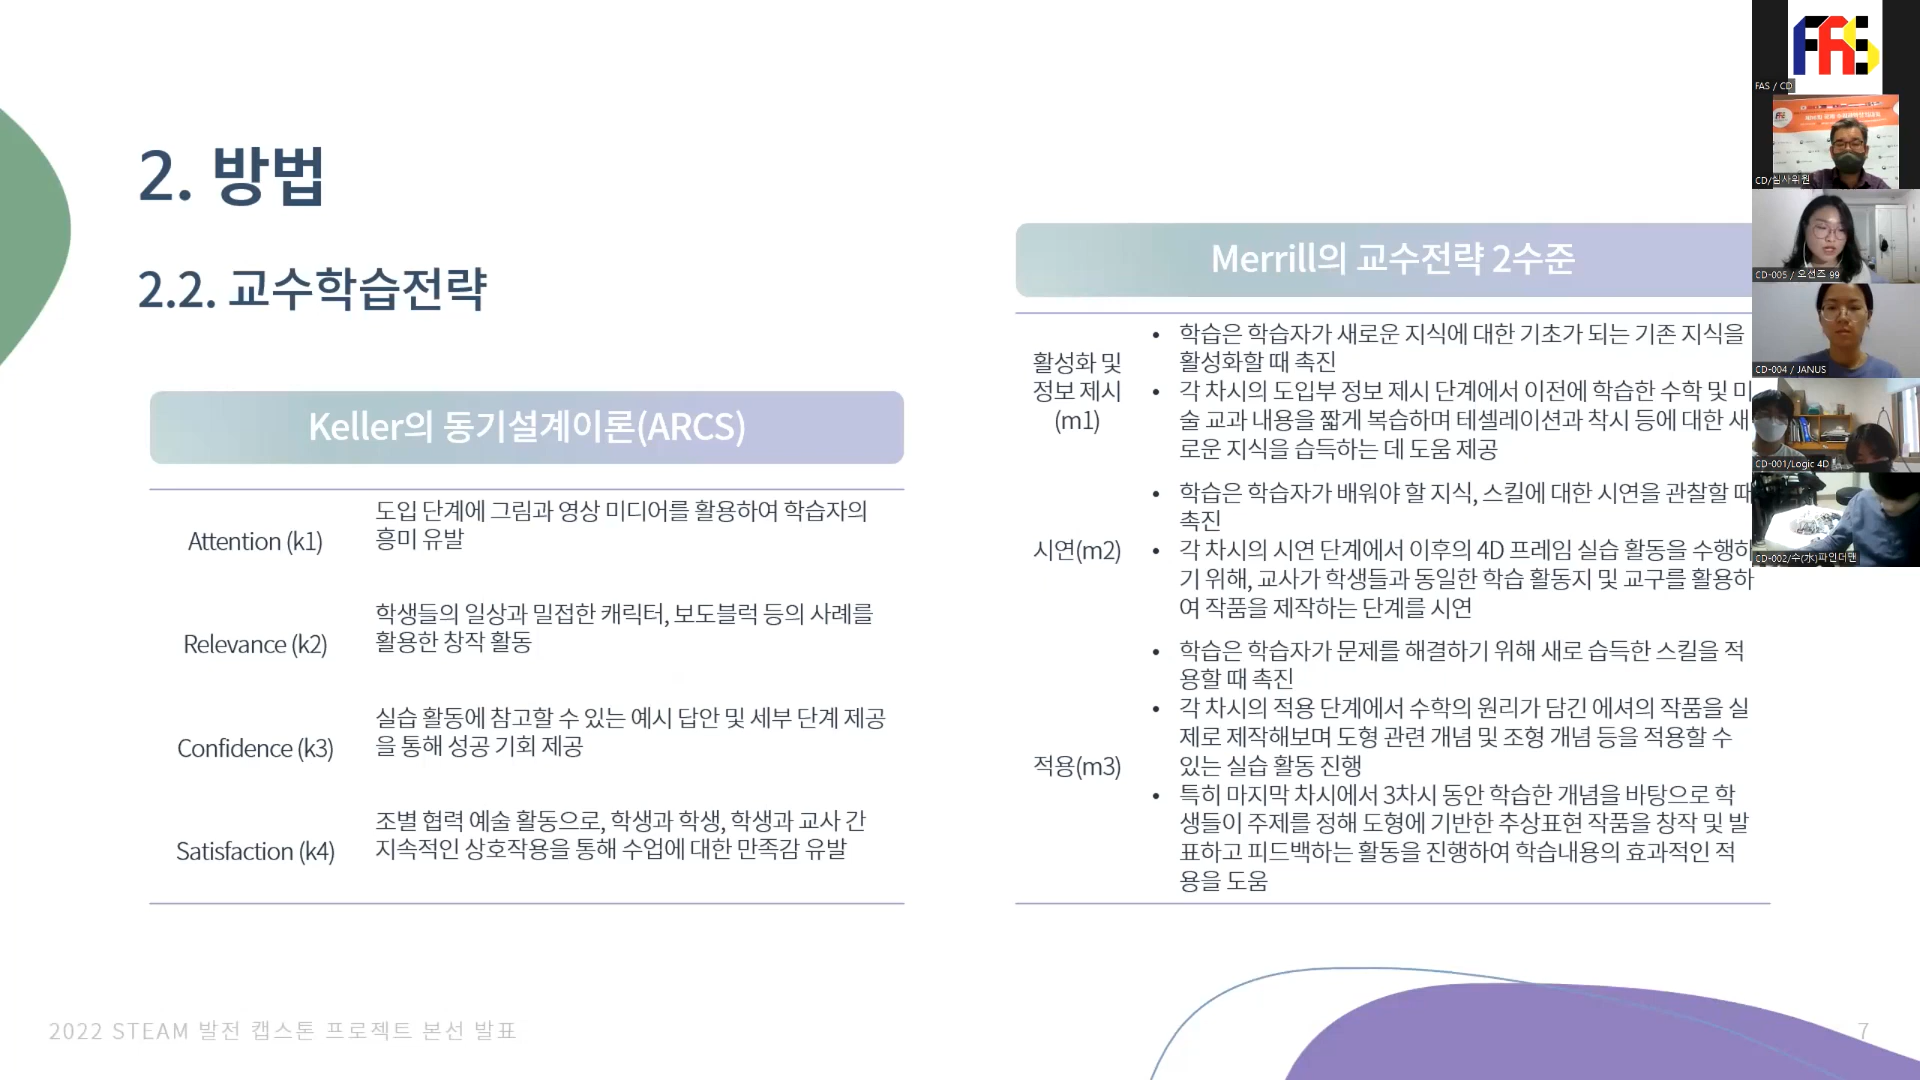 2. 방법
2.2. 교수학습전략
Keller의 동기설계이론(ARCS)
Attention (k1)
도입 단계에 그림과 영상 미디어를 활용하여 학습자의
흥미 유발
Relevance (k2)
학생들의 일상과 밀접한 캐릭터, 보도블럭 등의 사례를
활용한 창작 활동
Confidence (k3)
실습 활동에 참고할 수 있는 예시 답안 및 세부 단계 제공
을 통해 성공 기회 제공
Satisfaction (k4)
조별 협력 예술 활동으로, 학생과 학생, 학생과 교사 간
지속적인 상호작용을 통해 수업에 대한 만족감 유발
Merrill의 교수전략 2수준
활성화 및
정보 제시
(m1)
• 학습은 학습자가 새로운 지식에 대한 기초가 되는 기존 지식을
활성화할 때 촉진
• 각 차시의 도입부 정보 제시 단계에서 이전에 학습한 수학 및 미
술 교과 내용을 짧게 복습하며 테셀레이션과 착시 등에 대한 새
로운 지식을 습득하는 데 도움 제공
시연(m2)
• 학습은 학습자가 배워야 할 지식, 스킬에 대한 시연을 관찰할 때
촉진
• 각 차시의 시연 단계에서 이후의 4D 프레임 실습 활동을 수행하
기 위해, 교사가 학생들과 동일한 학습 활동지 및 교구를 활용하
여 작품을 제작하는 단계를 시연
적용(m3)
• 학습은 학습자가 문제를 해결하기 위해 새로 습득한 스킬을 적
용할 때 촉진
• 각 차시의 적용 단계에서 수학의 원리가 담긴 에셔의 작품을 실
제로 제작해보며 도형 관련 개념 및 조형 개념 등을 적용할 수
있는 실습 활동 진행
• 특히 마지막 차시에서 3차시 동안 학습한 개념을 바탕으로 학
생들이 주제를 정해 도형에 기반한 추상표현 작품을 창작 및 발
표하고 피드백하는 활동을 진행하여 학습내용의 효과적인 적
용을 도움
2022 STEAM 발전 캡스톤 프로젝트 본선 발표
7
FAS
FAS / CD
CD/심사위원
CD-005 / 오선즈 99
CD-004 / JANUS
CD-001/Logic 4D
CD-002/수(水)파인더맨